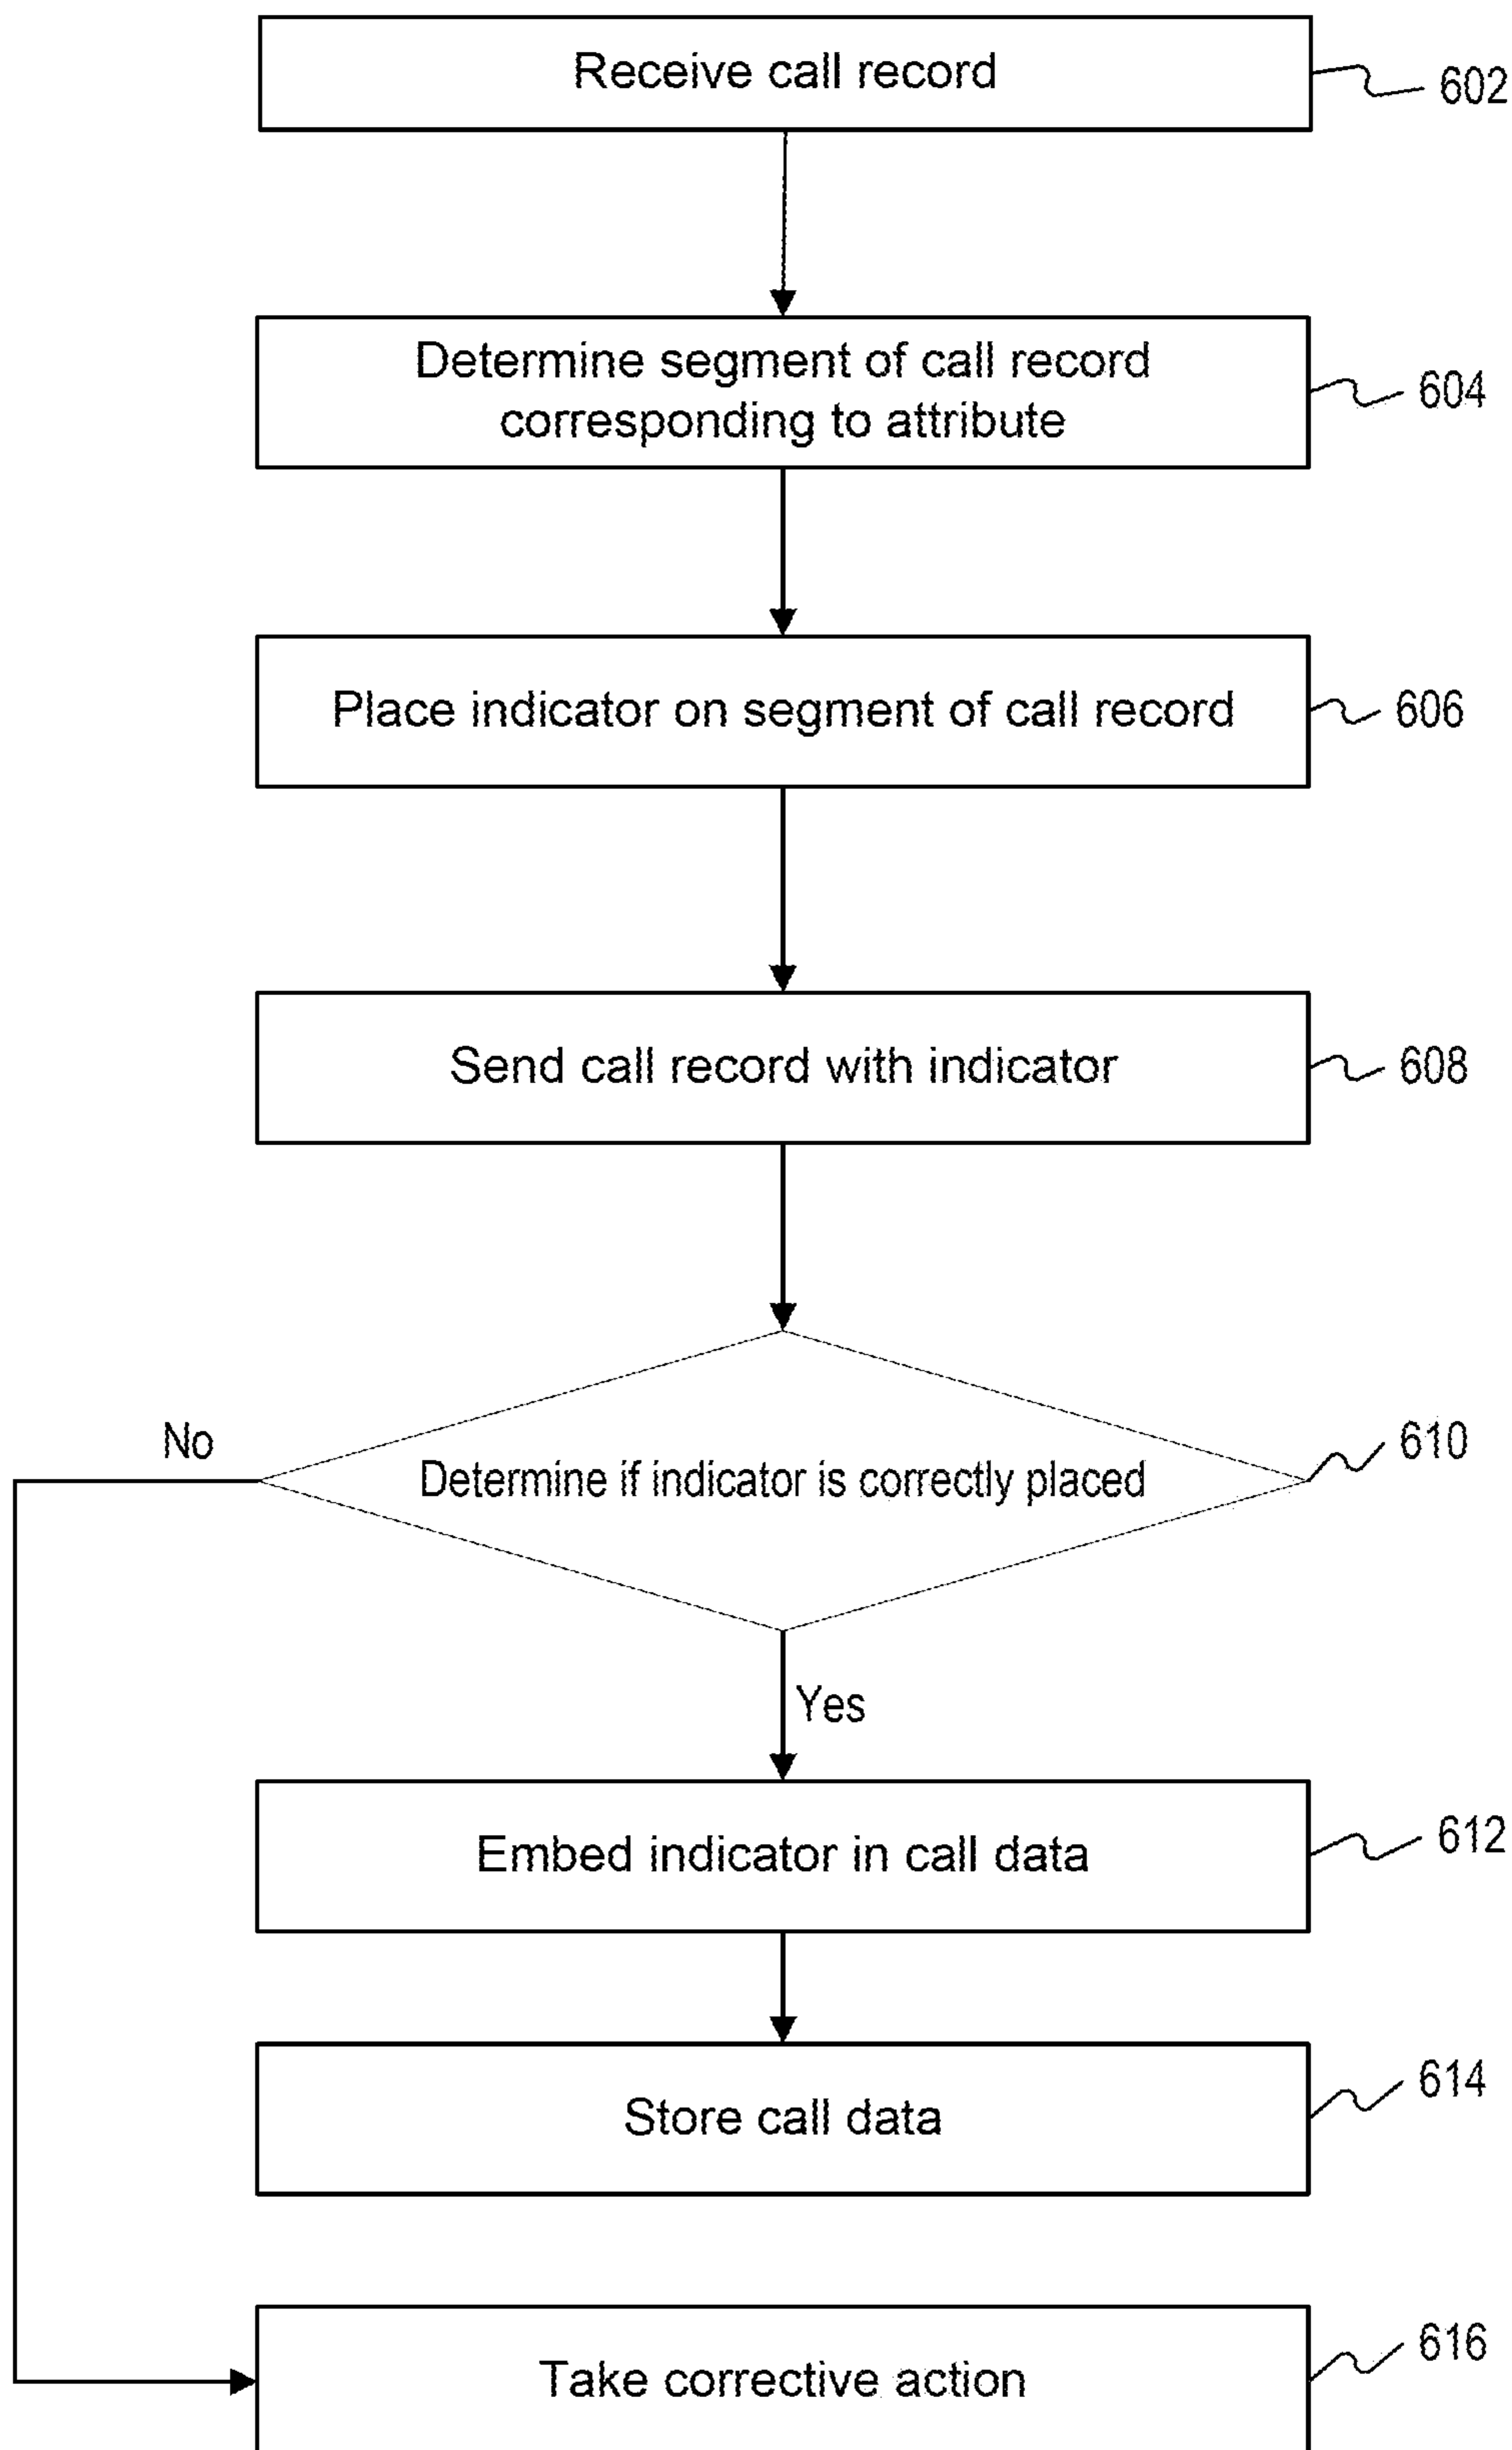 Receive call record
602
Determine segment of call record
corresponding to attribute
604
Place indicator on segment of call record
606
Send call record with indicator
608
No
Determine if indicator is correctly placed
610
Yes
Embed indicator in call data
612
Store call data
614
Take corrective action
616